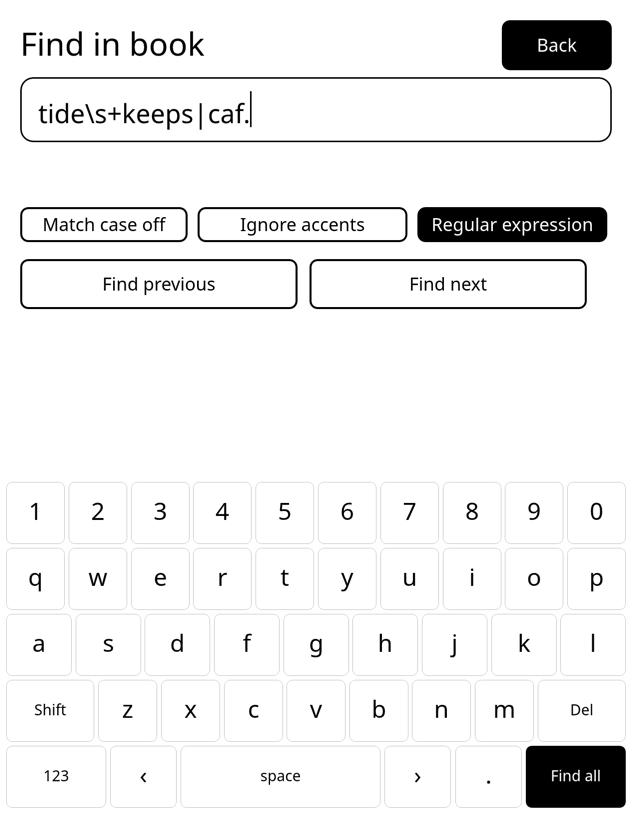 Find in book
Back
tide\s+keeps|caf.
Match case off
Ignore accents
Regular expression
Find previous
Find next
1 2 3 4 5 6 7 8 9 0
q w e r t y u i o p
a s d f g h j k l
Shift z x c v b n m Del
123 ‹ space › . Find all